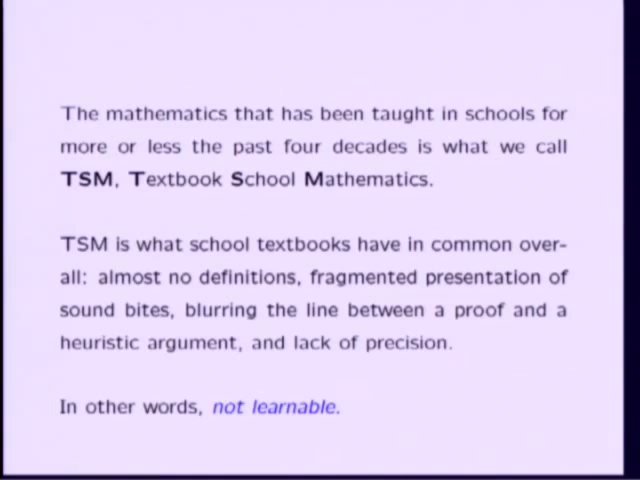 The mathematics that has been taught in schools for
more or less the past four decades is what we call
TSM, Textbook School Mathematics.
TSM is what school textbooks have in common over-
all: almost no definitions, fragmented presentation of
sound bites, blurring the line between a proof and a
heuristic argument, and lack of precision.
In other words, not learnable.